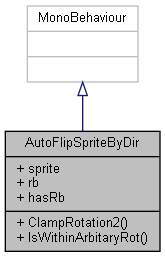 MonoBehaviour
AutoFlipSpriteByDir
+ sprite
+ rb
+ hasRb
+ ClampRotation2()
+ IsWithinArbitaryRot()